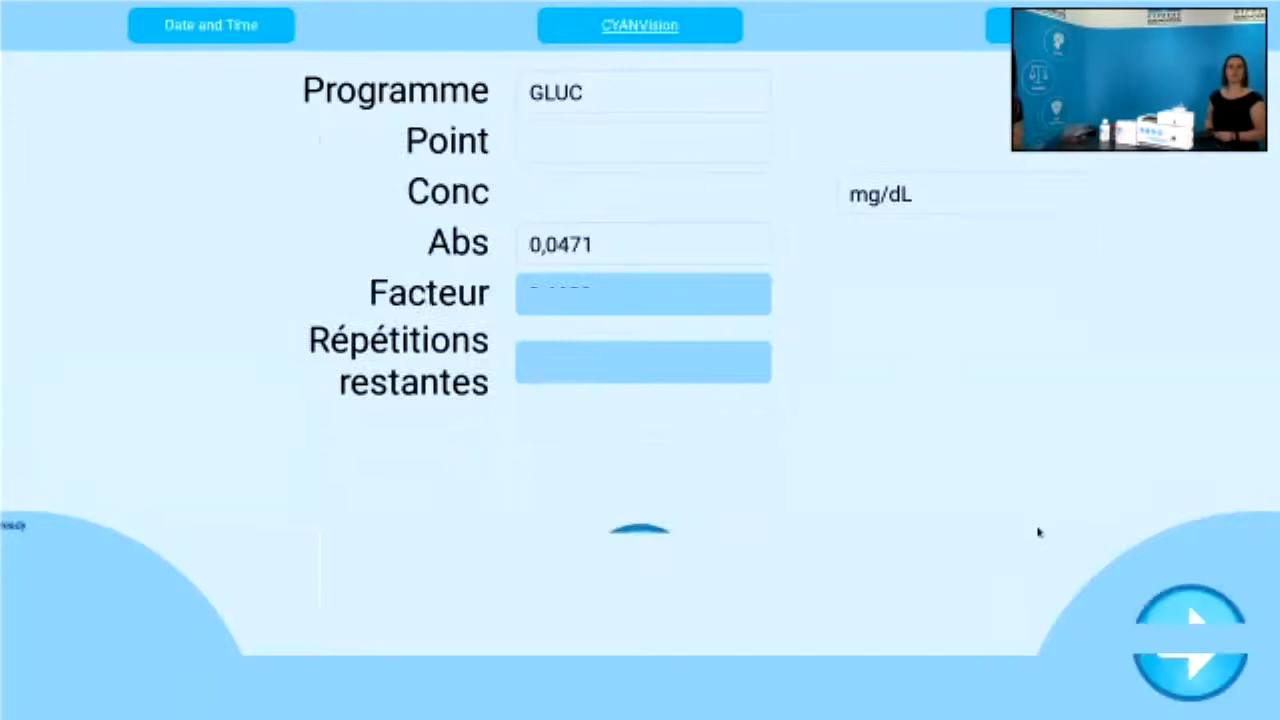 Date and Time
CYANVision
Programme GLUC
Point
Conc mg/dL
Abs 0,0471
Facteur
Répétitions
restantes